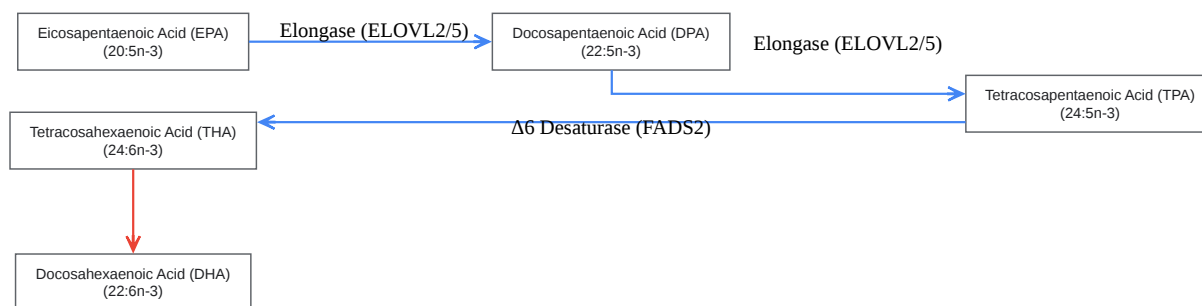 Eicosapentaenoic Acid (EPA)
(20:5n-3)
Elongase (ELOVL2/5)
Docosapentaenoic Acid (DPA)
(22:5n-3)
Elongase (ELOVL2/5)
Tetracosapentaenoic Acid (TPA)
(24:5n-3)
Δ6 Desaturase (FADS2)
Tetracosahexaenoic Acid (THA)
(24:6n-3)
Docosahexaenoic Acid (DHA)
(22:6n-3)